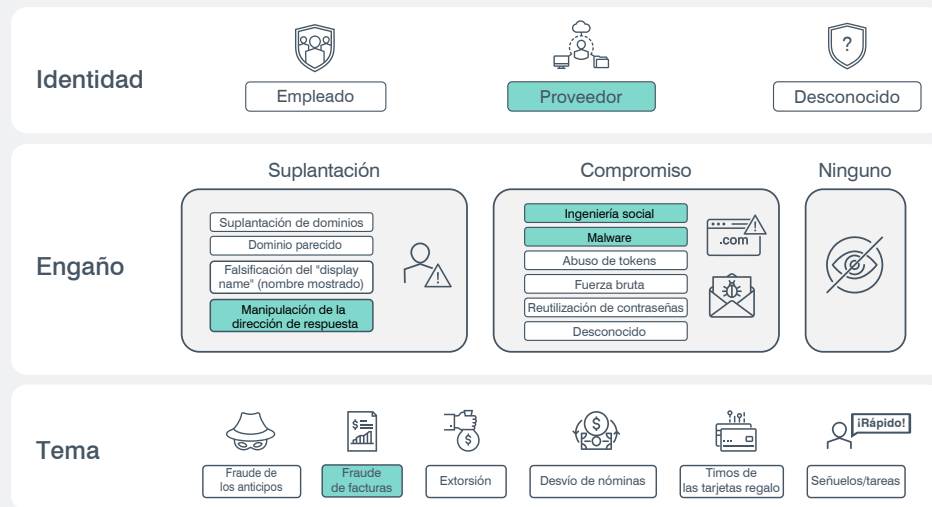 Identidad
?
Empleado
Proveedor
Desconocido
Suplantación
Compromiso
Ninguno
Engaño
Suplantación de dominios
Dominio parecido
Falsificación del "display
name" (nombre mostrado)
Manipulación de la
dirección de respuesta
!
Ingeniería social
Malware
Abuso de tokens
Fuerza bruta
Reutilización de contraseñas
Desconocido
!
.com
Tema
$
$
$
¡Rápido!
Fraude de
los anticipos
Fraude
de facturas
Extorsión
Desvío de nóminas
Timos de
las tarjetas regalo
Señuelos/tareas